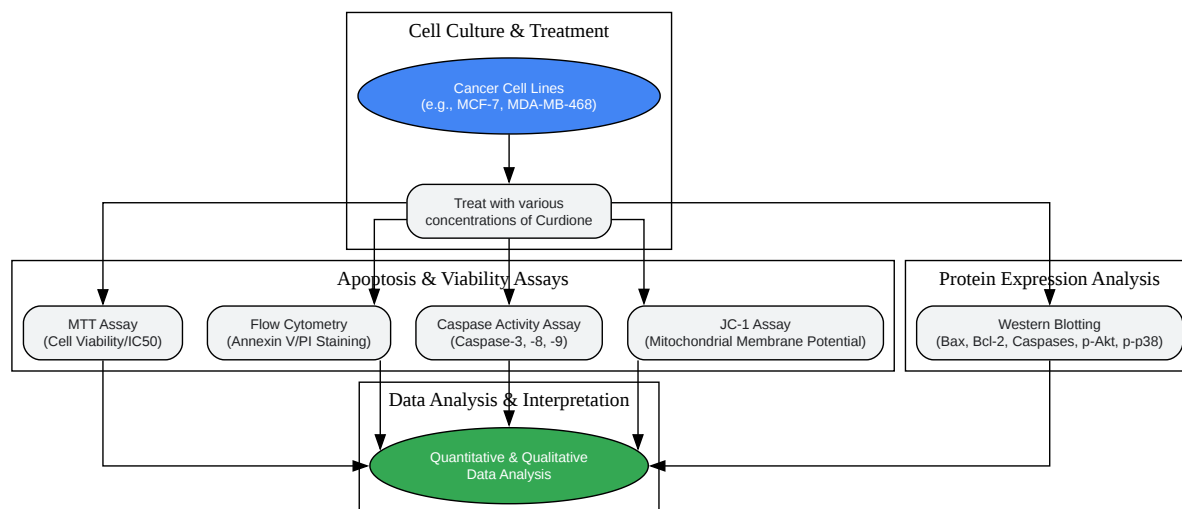 Cell Culture & Treatment
Cancer Cell Lines
(e.g., MCF-7, MDA-MB-468)
Treat with various
concentrations of Curdione
Apoptosis & Viability Assays
Protein Expression Analysis
MTT Assay
(Cell Viability/IC50)
Flow Cytometry
(Annexin V/PI Staining)
Caspase Activity Assay
(Caspase-3, -8, -9)
JC-1 Assay
(Mitochondrial Membrane Potential)
Western Blotting
(Bax, Bcl-2, Caspases, p-Akt, p-p38)
Data Analysis & Interpretation
Quantitative & Qualitative
Data Analysis